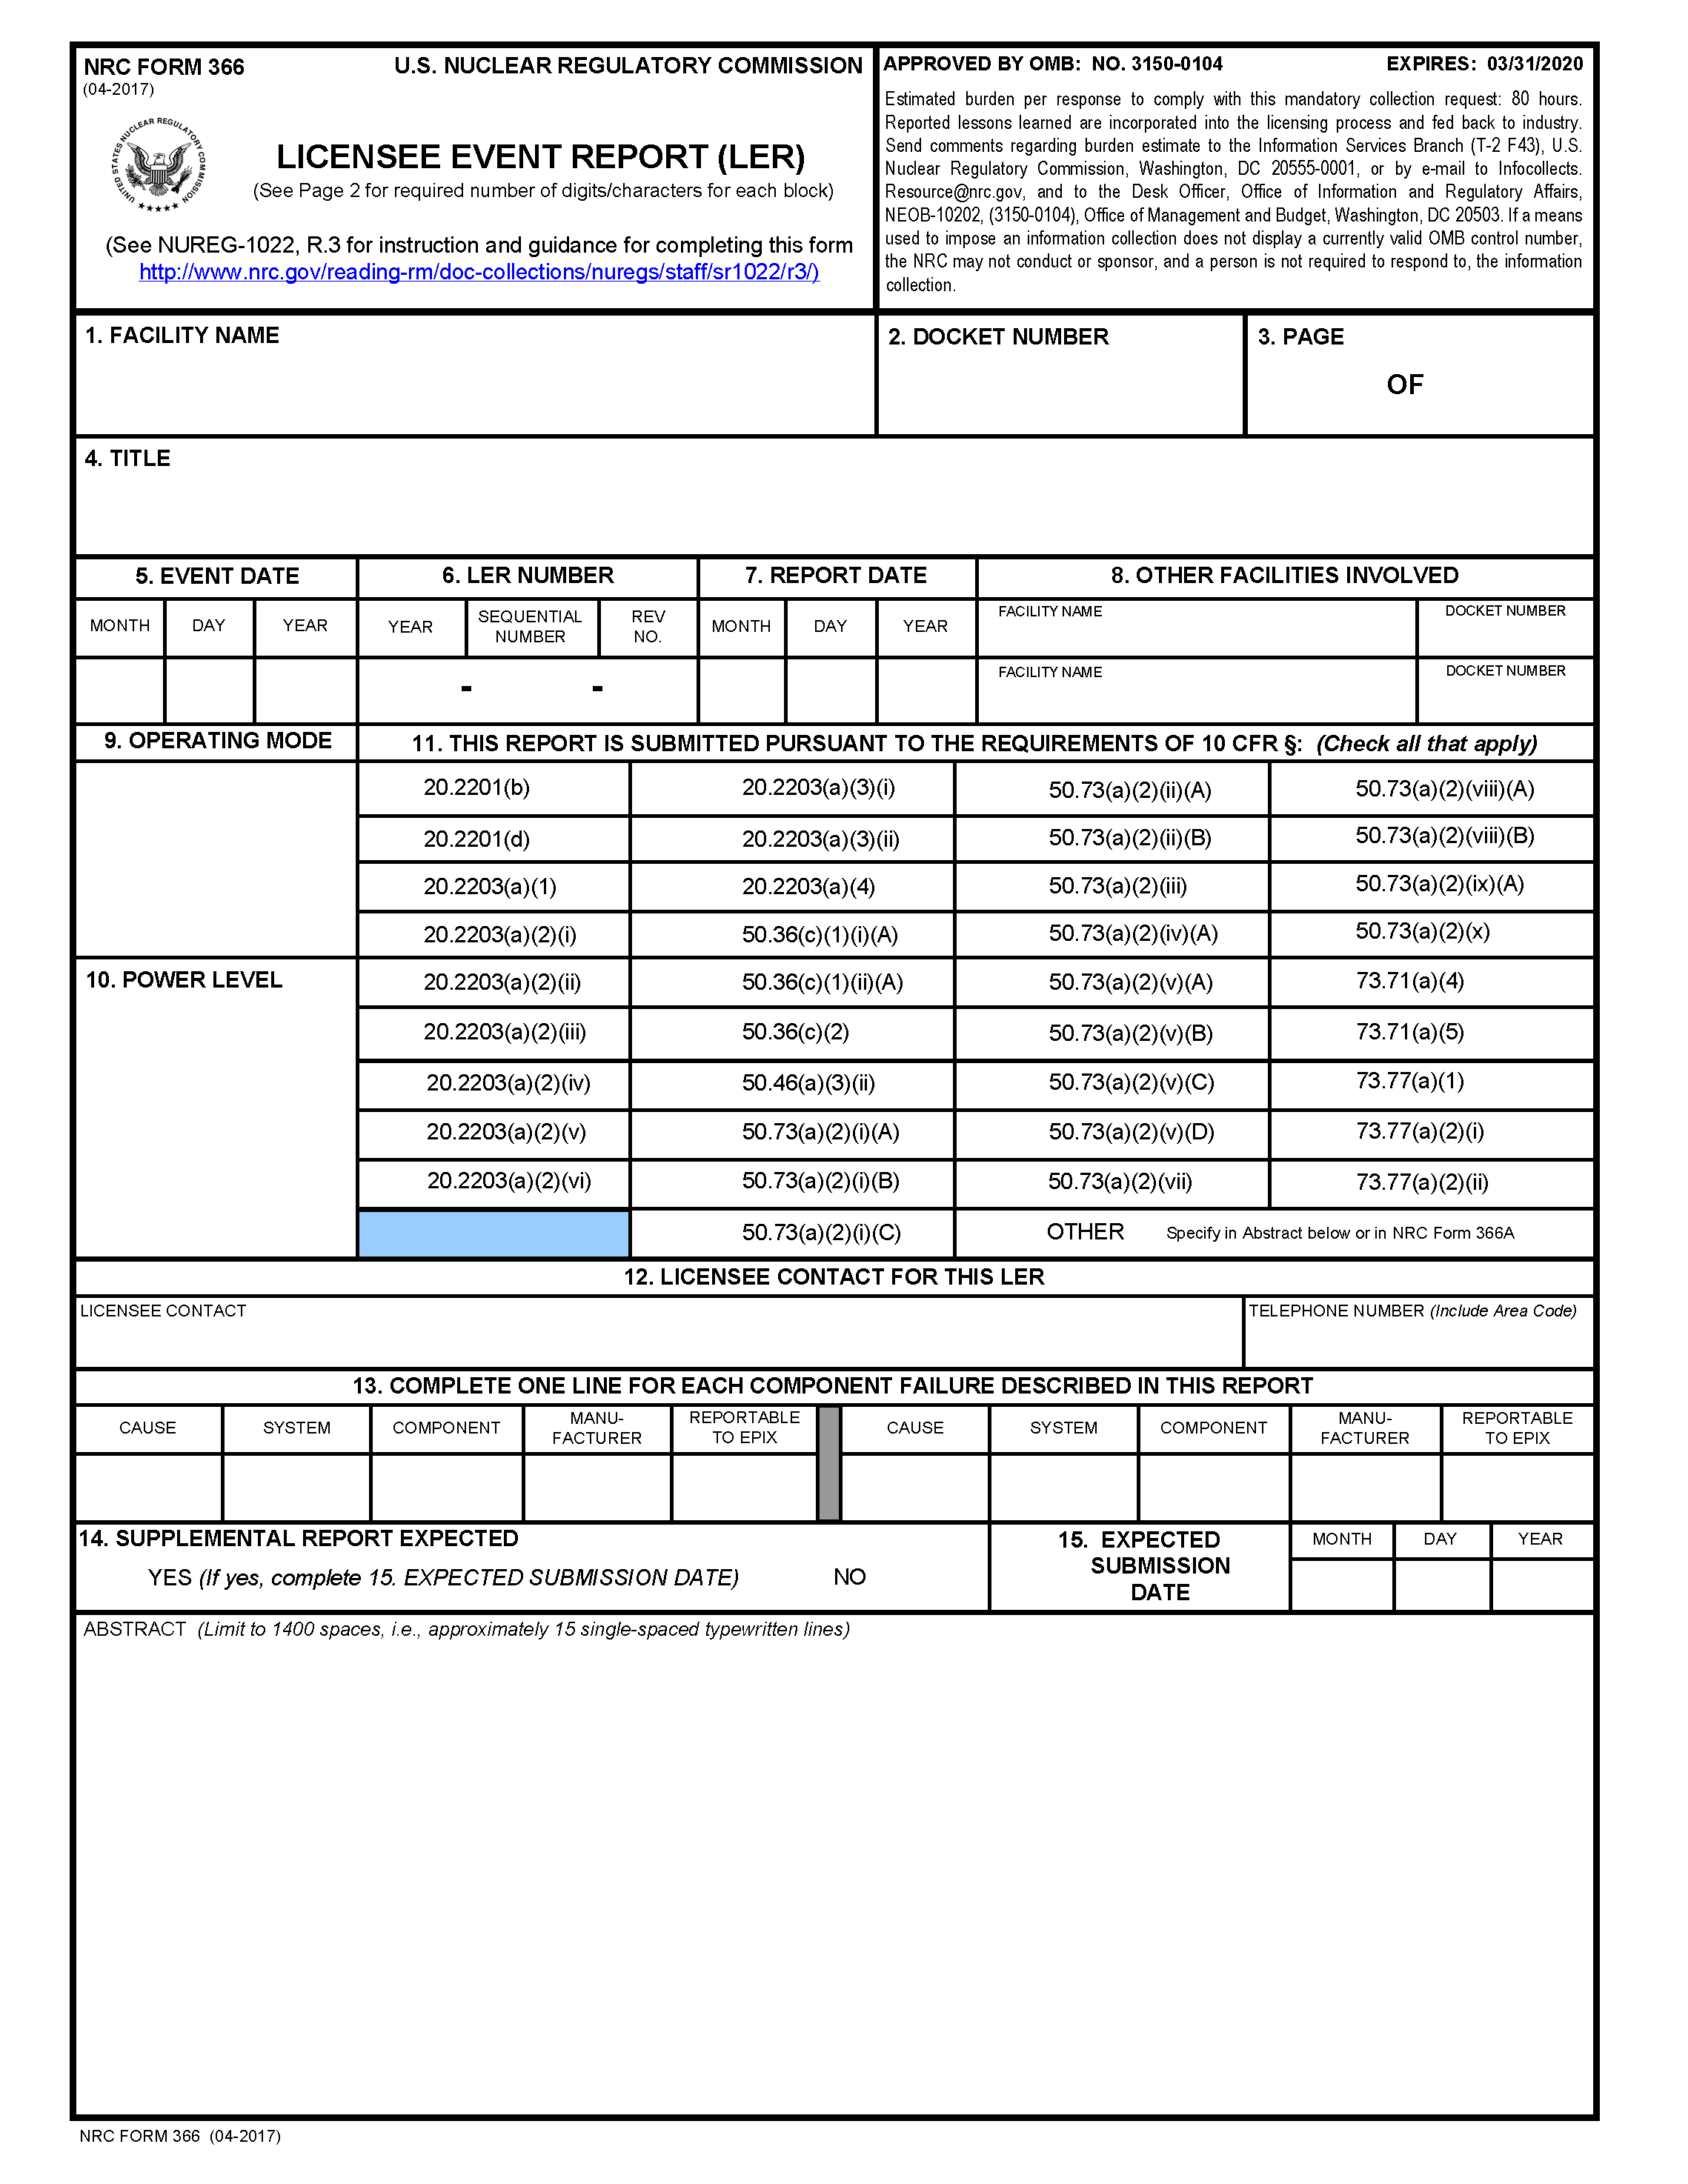 NRC FORM 366
(04-2017)
U.S. NUCLEAR REGULATORY COMMISSION
UNITED STATES NUCLEAR REGULATORY COMMISSION
LICENSEE EVENT REPORT (LER)
(See Page 2 for required number of digits/characters for each block)
(See NUREG-1022, R.3 for instruction and guidance for completing this form
http://www.nrc.gov/reading-rm/doc-collections/nuregs/staff/sr1022/r3/)
APPROVED BY OMB: NO. 3150-0104 EXPIRES: 03/31/2020
Estimated burden per response to comply with this mandatory collection request: 80 hours.
Reported lessons learned are incorporated into the licensing process and fed back to industry.
Send comments regarding burden estimate to the Information Services Branch (T-2 F43), U.S.
Nuclear Regulatory Commission, Washington, DC 20555-0001, or by e-mail to Infocollects.
Resource@nrc.gov, and to the Desk Officer, Office of Information and Regulatory Affairs,
NEOB-10202, (3150-0104), Office of Management and Budget, Washington, DC 20503. If a means
used to impose an information collection does not display a currently valid OMB control number,
the NRC may not conduct or sponsor, and a person is not required to respond to, the information
collection.
1. FACILITY NAME
2. DOCKET NUMBER
3. PAGE
OF
4. TITLE
5. EVENT DATE
6. LER NUMBER
7. REPORT DATE
8. OTHER FACILITIES INVOLVED
MONTH DAY YEAR
YEAR
SEQUENTIAL
NUMBER
REV
NO.
MONTH DAY YEAR
FACILITY NAME
DOCKET NUMBER
- -
FACILITY NAME
DOCKET NUMBER
9. OPERATING MODE
11. THIS REPORT IS SUBMITTED PURSUANT TO THE REQUIREMENTS OF 10 CFR §: (Check all that apply)
20.2201(b) 20.2203(a)(3)(i) 50.73(a)(2)(ii)(A) 50.73(a)(2)(viii)(A)
20.2201(d) 20.2203(a)(3)(ii) 50.73(a)(2)(ii)(B) 50.73(a)(2)(viii)(B)
20.2203(a)(1) 20.2203(a)(4) 50.73(a)(2)(iii) 50.73(a)(2)(ix)(A)
20.2203(a)(2)(i) 50.36(c)(1)(i)(A) 50.73(a)(2)(iv)(A) 50.73(a)(2)(x)
10. POWER LEVEL
20.2203(a)(2)(ii) 50.36(c)(1)(ii)(A) 50.73(a)(2)(v)(A) 73.71(a)(4)
20.2203(a)(2)(iii) 50.36(c)(2) 50.73(a)(2)(v)(B) 73.71(a)(5)
20.2203(a)(2)(iv) 50.46(a)(3)(ii) 50.73(a)(2)(v)(C) 73.77(a)(1)
20.2203(a)(2)(v) 50.73(a)(2)(i)(A) 50.73(a)(2)(v)(D) 73.77(a)(2)(i)
20.2203(a)(2)(vi) 50.73(a)(2)(i)(B) 50.73(a)(2)(vii) 73.77(a)(2)(ii)
50.73(a)(2)(i)(C) OTHER Specify in Abstract below or in NRC Form 366A
12. LICENSEE CONTACT FOR THIS LER
LICENSEE CONTACT
TELEPHONE NUMBER (Include Area Code)
13. COMPLETE ONE LINE FOR EACH COMPONENT FAILURE DESCRIBED IN THIS REPORT
CAUSE
SYSTEM
COMPONENT
MANU-
FACTURER
REPORTABLE
TO EPIX
CAUSE
SYSTEM
COMPONENT
MANU-
FACTURER
REPORTABLE
TO EPIX
14. SUPPLEMENTAL REPORT EXPECTED
YES (If yes, complete 15. EXPECTED SUBMISSION DATE) NO
15. EXPECTED
SUBMISSION
DATE
MONTH DAY YEAR
ABSTRACT (Limit to 1400 spaces, i.e., approximately 15 single-spaced typewritten lines)
NRC FORM 366 (04-2017)